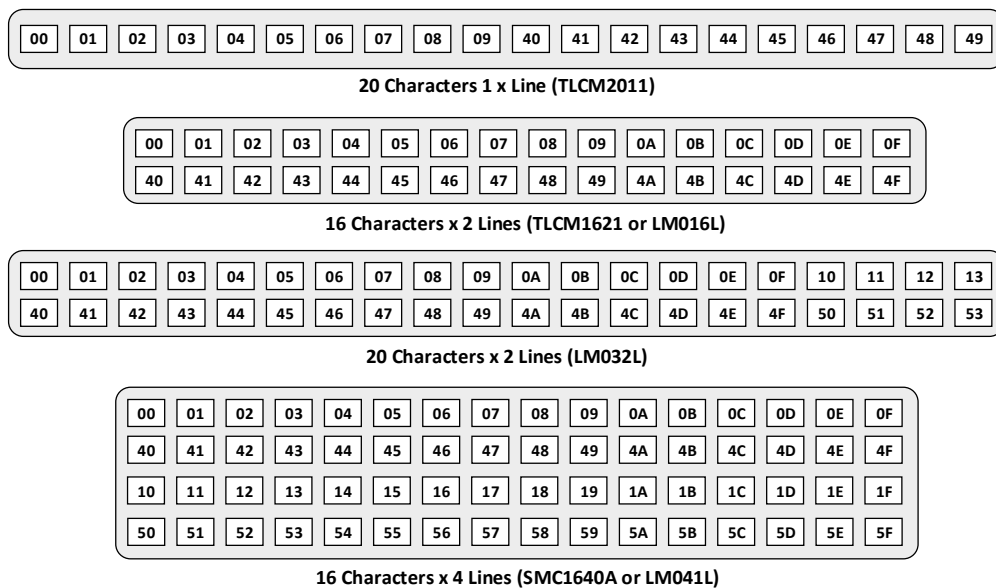 00 01 02 03 04 05 06 07 08 09 40 41 42 43 44 45 46 47 48 49
20 Characters 1 x Line (TLCM2011)
00 01 02 03 04 05 06 07 08 09 0A 0B 0C 0D 0E 0F
40 41 42 43 44 45 46 47 48 49 4A 4B 4C 4D 4E 4F
16 Characters x 2 Lines (TLCM1621 or LM016L)
00 01 02 03 04 05 06 07 08 09 0A 0B 0C 0D 0E 0F 10 11 12 13
40 41 42 43 44 45 46 47 48 49 4A 4B 4C 4D 4E 4F 50 51 52 53
20 Characters x 2 Lines (LM032L)
00 01 02 03 04 05 06 07 08 09 0A 0B 0C 0D 0E 0F
40 41 42 43 44 45 46 47 48 49 4A 4B 4C 4D 4E 4F
10 11 12 13 14 15 16 17 18 19 1A 1B 1C 1D 1E 1F
50 51 52 53 54 55 56 57 58 59 5A 5B 5C 5D 5E 5F
16 Characters x 4 Lines (SMC1640A or LM041L)